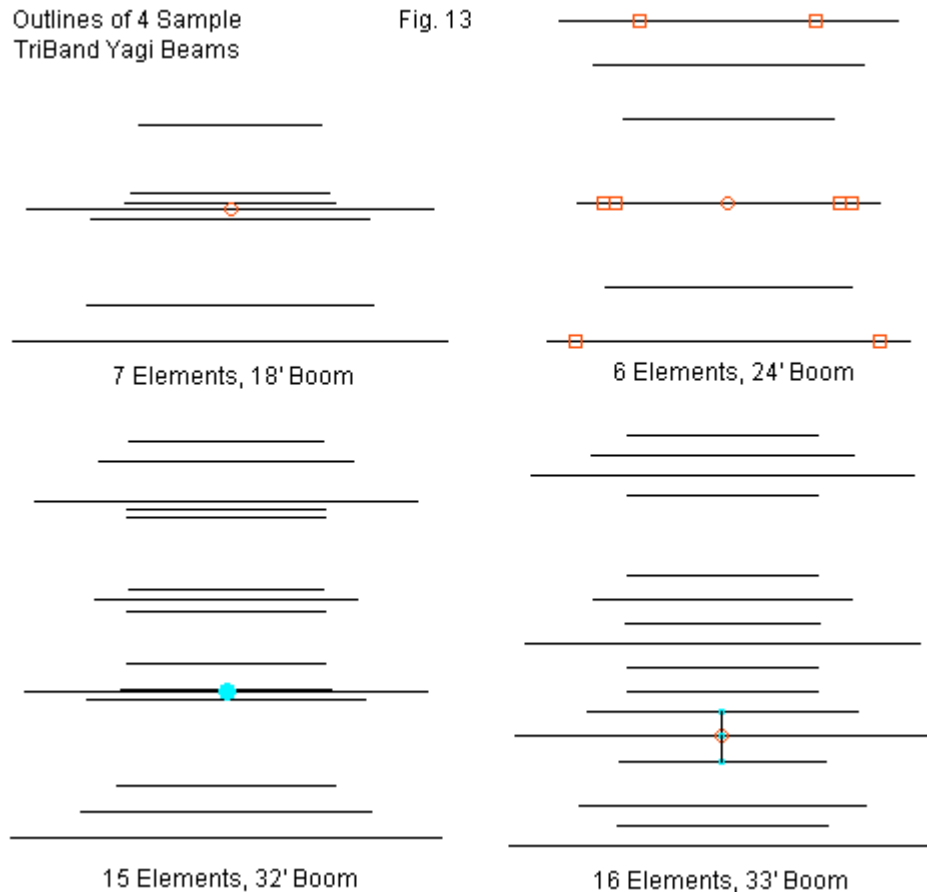 Outlines of 4 Sample
TriBand Yagi Beams
Fig. 13
7 Elements, 18' Boom
6 Elements, 24' Boom
15 Elements, 32' Boom
16 Elements, 33' Boom